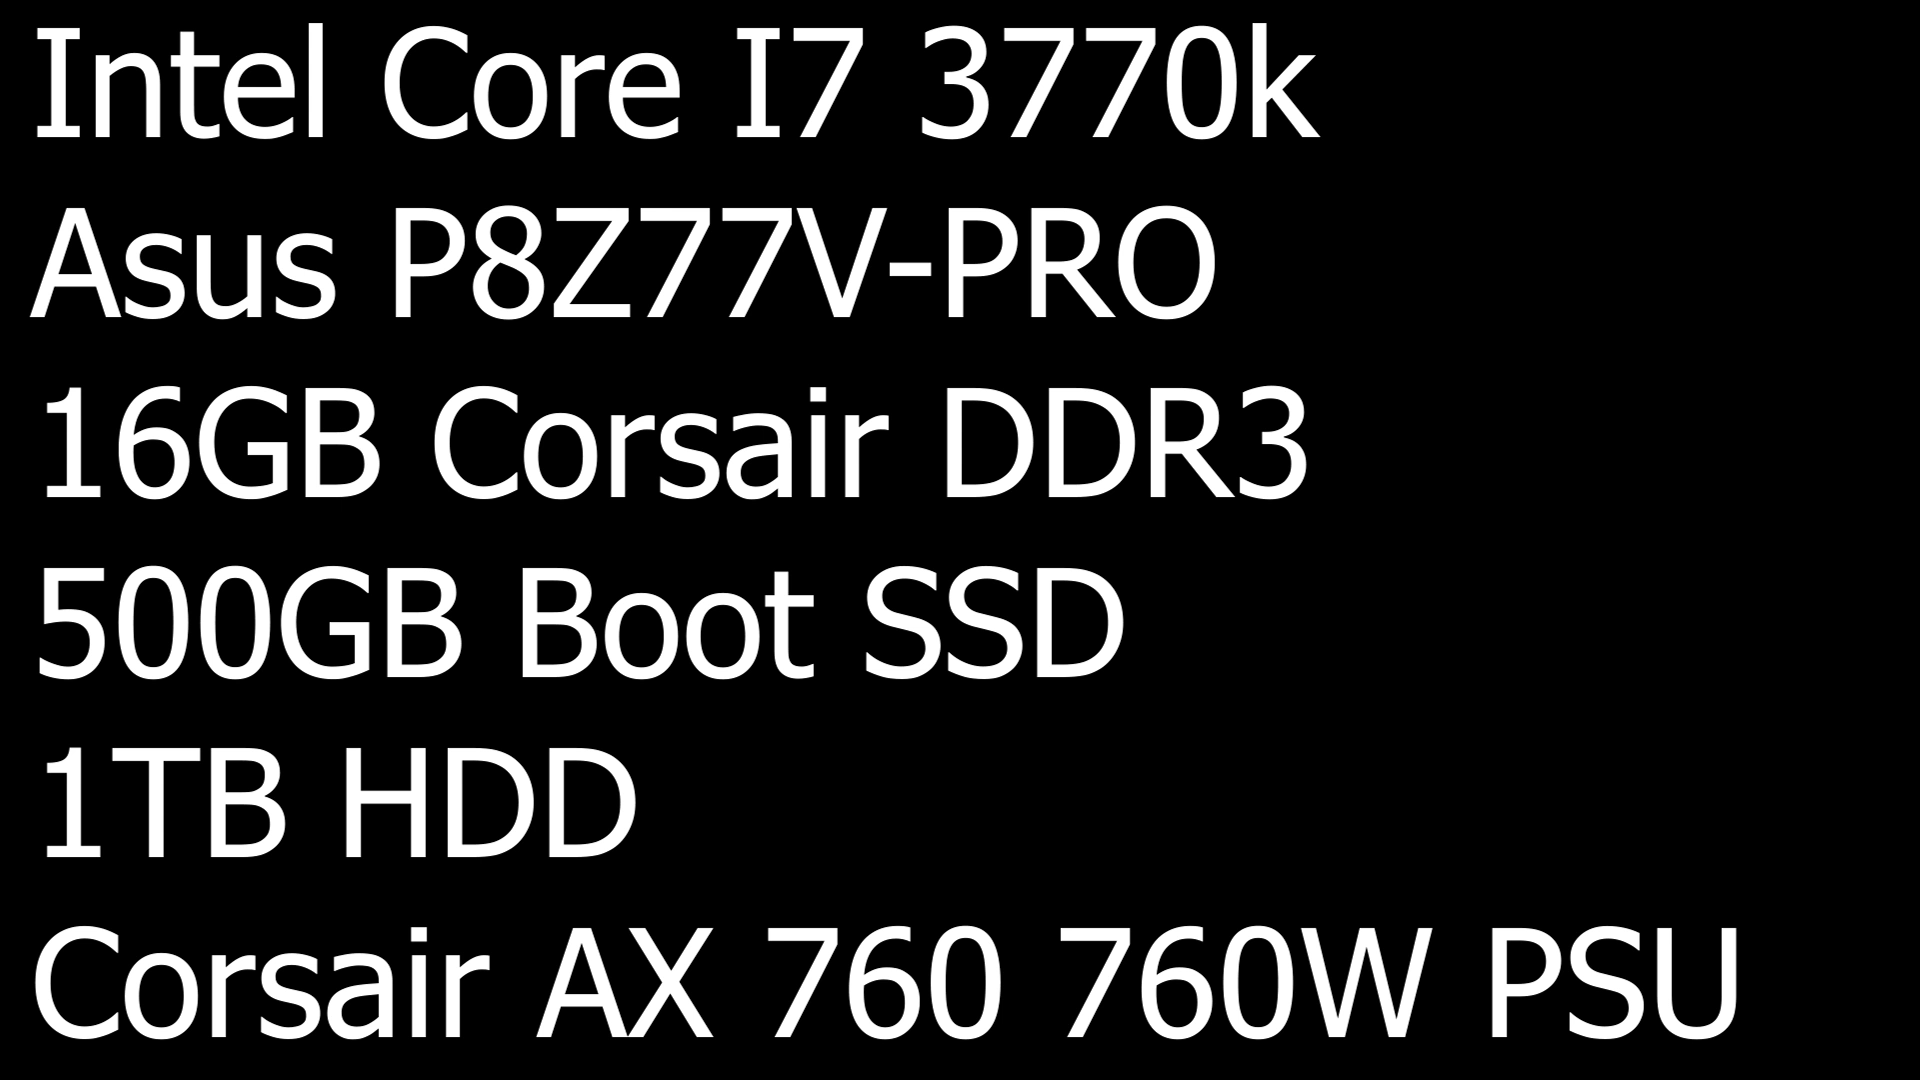 Intel Core I7 3770k
Asus P8Z77V-PRO
16GB Corsair DDR3
500GB Boot SSD
1TB HDD
Corsair AX 760 760W PSU